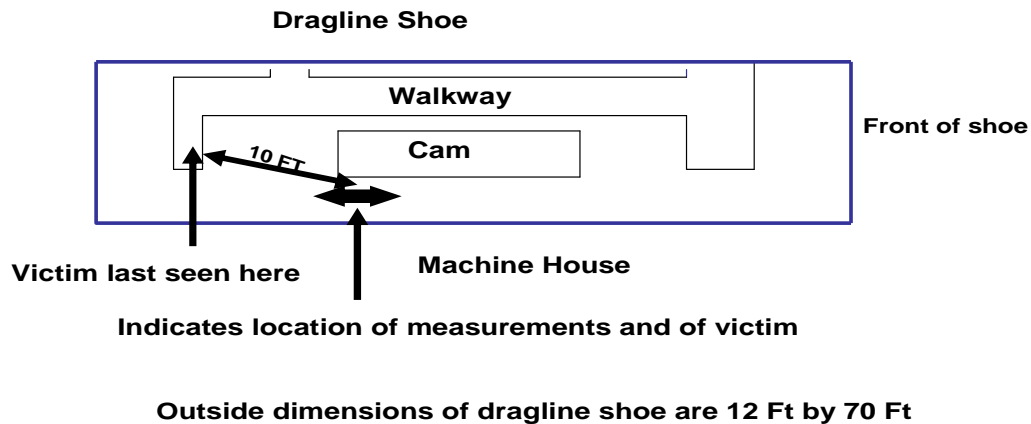 Dragline Shoe
Walkway
Front of shoe
Cam
10 FT
Victim last seen here
Machine House
Indicates location of measurements and of victim
Outside dimensions of dragline shoe are 12 Ft by 70 Ft